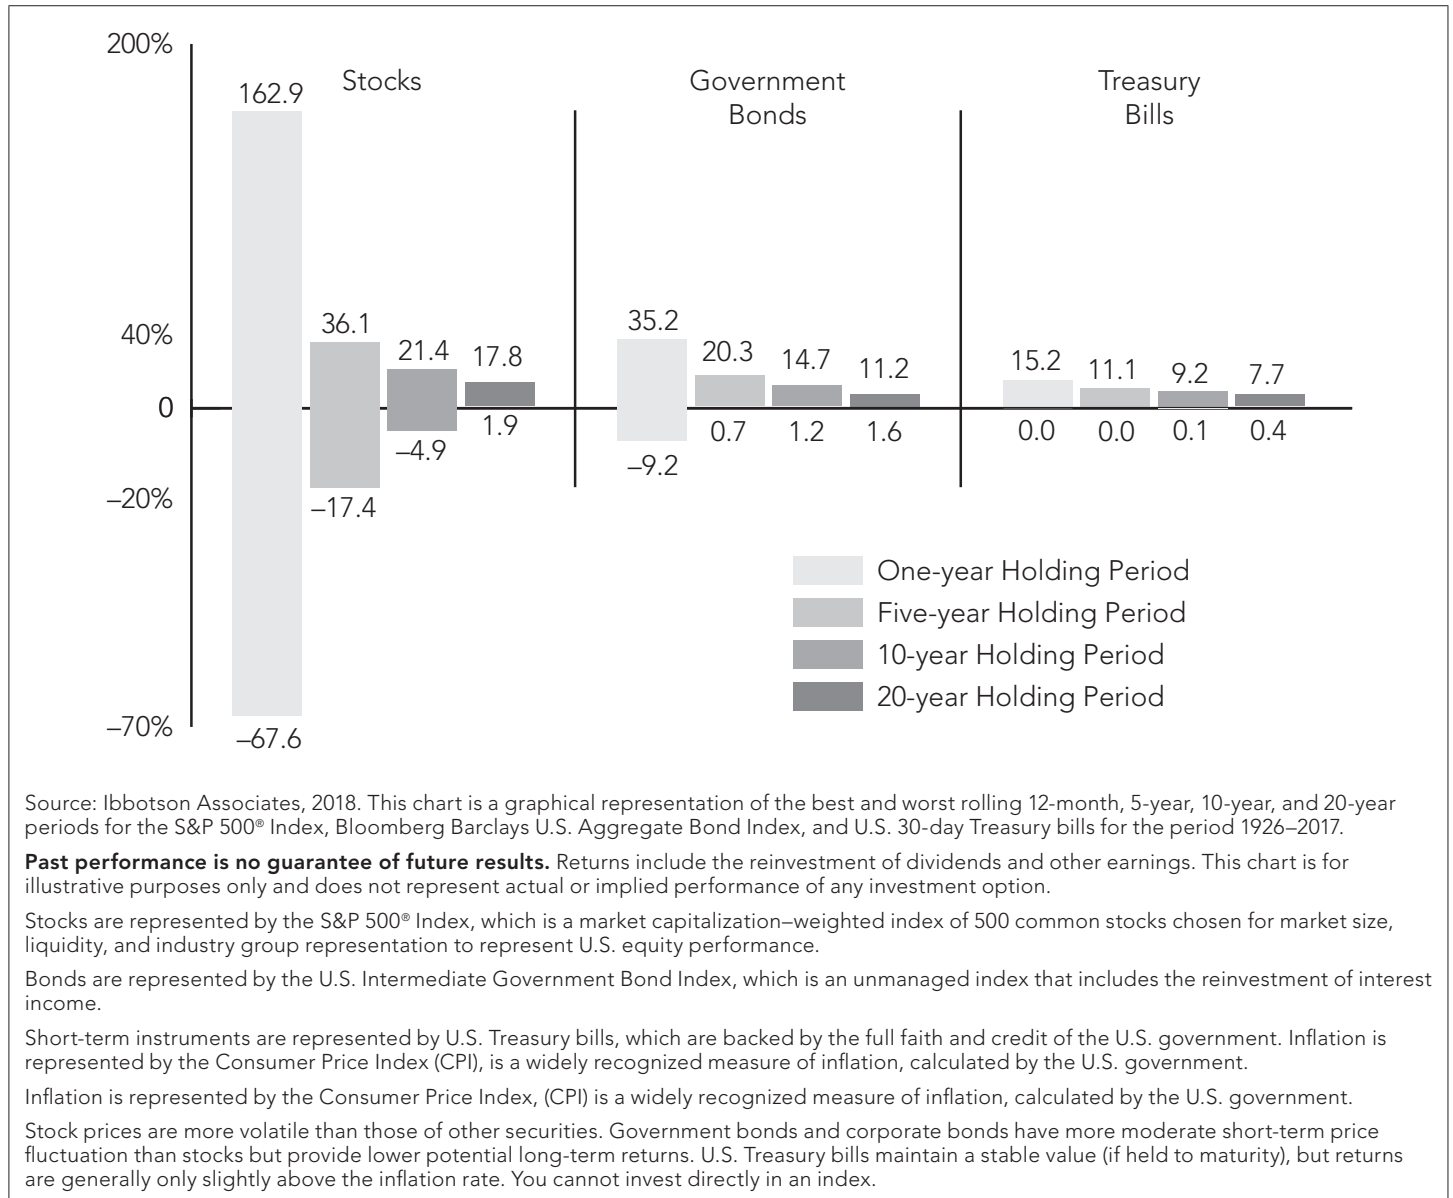 200%
162.9
Stocks
Government
Bonds
Treasury
Bills
40%
36.1
21.4
17.8
35.2
20.3
14.7
11.2
15.2
11.1
9.2
7.7
0
–4.9
1.9
0.7
1.2
1.6
0.0
0.0
0.1
0.4
–9.2
–20%
–17.4
One-year Holding Period
Five-year Holding Period
10-year Holding Period
20-year Holding Period
–70%
–67.6
Source: Ibbotson Associates, 2018. This chart is a graphical representation of the best and worst rolling 12-month, 5-year, 10-year, and 20-year
periods for the S&P 500® Index, Bloomberg Barclays U.S. Aggregate Bond Index, and U.S. 30-day Treasury bills for the period 1926–2017.
Past performance is no guarantee of future results. Returns include the reinvestment of dividends and other earnings. This chart is for
illustrative purposes only and does not represent actual or implied performance of any investment option.
Stocks are represented by the S&P 500® Index, which is a market capitalization–weighted index of 500 common stocks chosen for market size,
liquidity, and industry group representation to represent U.S. equity performance.
Bonds are represented by the U.S. Intermediate Government Bond Index, which is an unmanaged index that includes the reinvestment of interest
income.
Short-term instruments are represented by U.S. Treasury bills, which are backed by the full faith and credit of the U.S. government. Inflation is
represented by the Consumer Price Index (CPI), is a widely recognized measure of inflation, calculated by the U.S. government.
Inflation is represented by the Consumer Price Index, (CPI) is a widely recognized measure of inflation, calculated by the U.S. government.
Stock prices are more volatile than those of other securities. Government bonds and corporate bonds have more moderate short-term price
fluctuation than stocks but provide lower potential long-term returns. U.S. Treasury bills maintain a stable value (if held to maturity), but returns
are generally only slightly above the inflation rate. You cannot invest directly in an index.